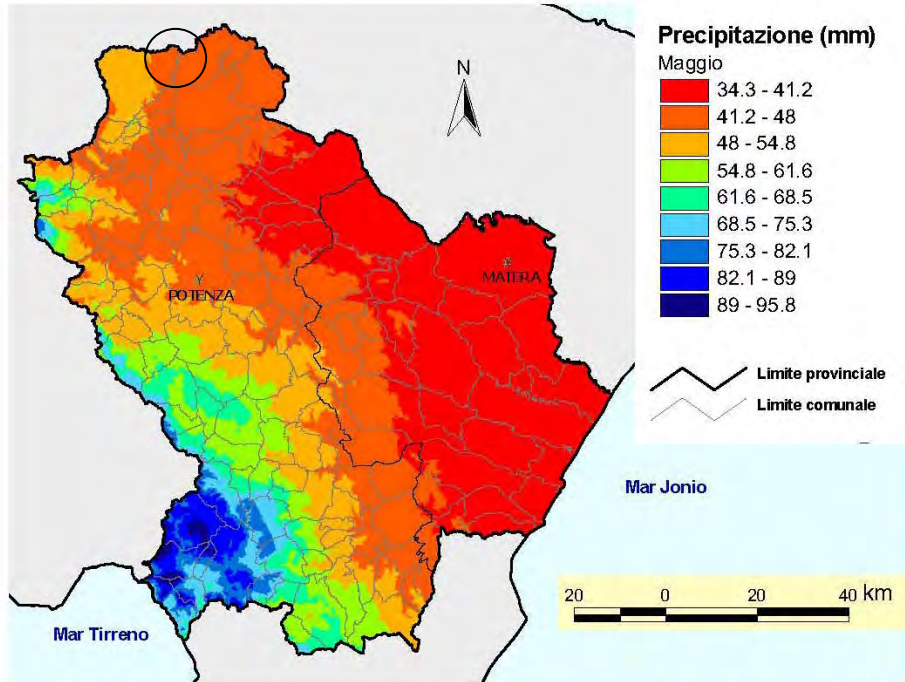 Precipitazione (mm)
Maggio
34.3 - 41.2
41.2 - 48
48 - 54.8
54.8 - 61.6
61.6 - 68.5
68.5 - 75.3
75.3 - 82.1
82.1 - 89
89 - 95.8
Limite provinciale
Limite comunale
N
MATERA
POTENZA
Mar Jonio
Mar Tirreno
20 0 20 40 km